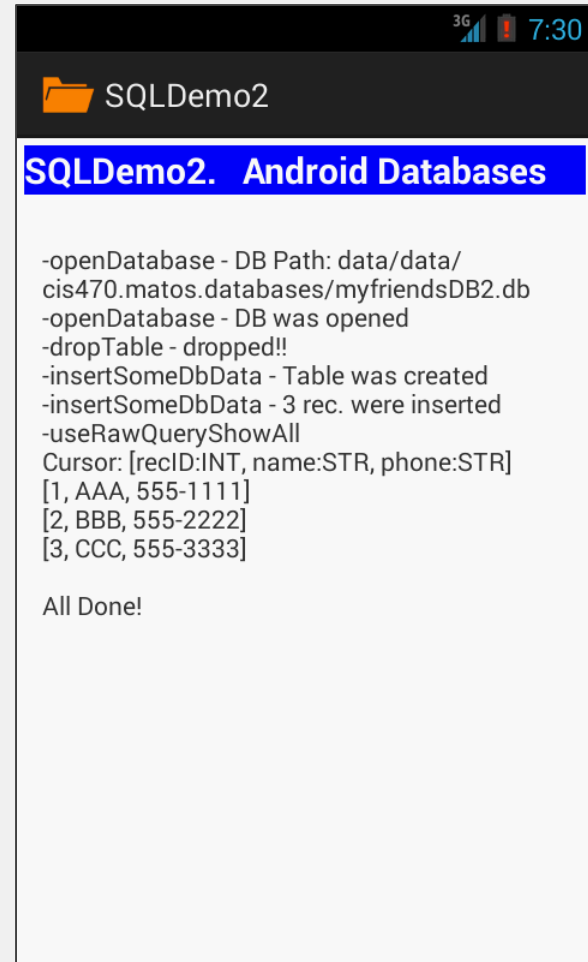 3G 7:30
SQLDemo2
SQLDemo2. Android Databases
-openDatabase - DB Path: data/data/
cis470.matos.databases/myfriendsDB2.db
-openDatabase - DB was opened
-dropTable - dropped!!
-insertSomeDbData - Table was created
-insertSomeDbData - 3 rec. were inserted
-useRawQueryShowAll
Cursor: [recID:INT, name:STR, phone:STR]
[1, AAA, 555-1111]
[2, BBB, 555-2222]
[3, CCC, 555-3333]
All Done!